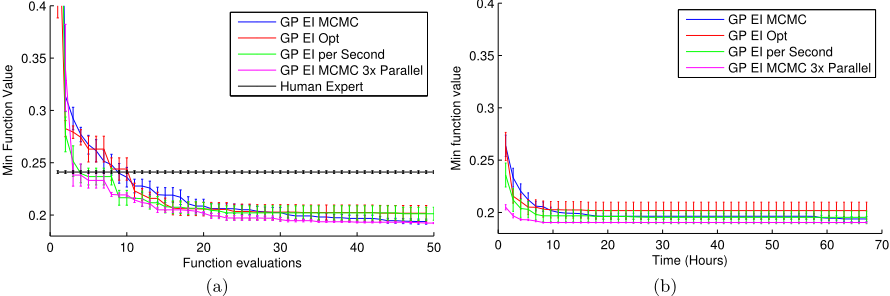 0.4
0.35
0.3
0.25
0.2
Min Function Value
GP EI MCMC
GP EI Opt
GP EI per Second
GP EI MCMC 3x Parallel
Human Expert
0 10 20 30 40 50
Function evaluations
(a)
0.4
0.35
0.3
0.25
0.2
Min function value
GP EI MCMC
GP EI Opt
GP EI per Second
GP EI MCMC 3x Parallel
0 10 20 30 40 50 60 70
Time (Hours)
(b)